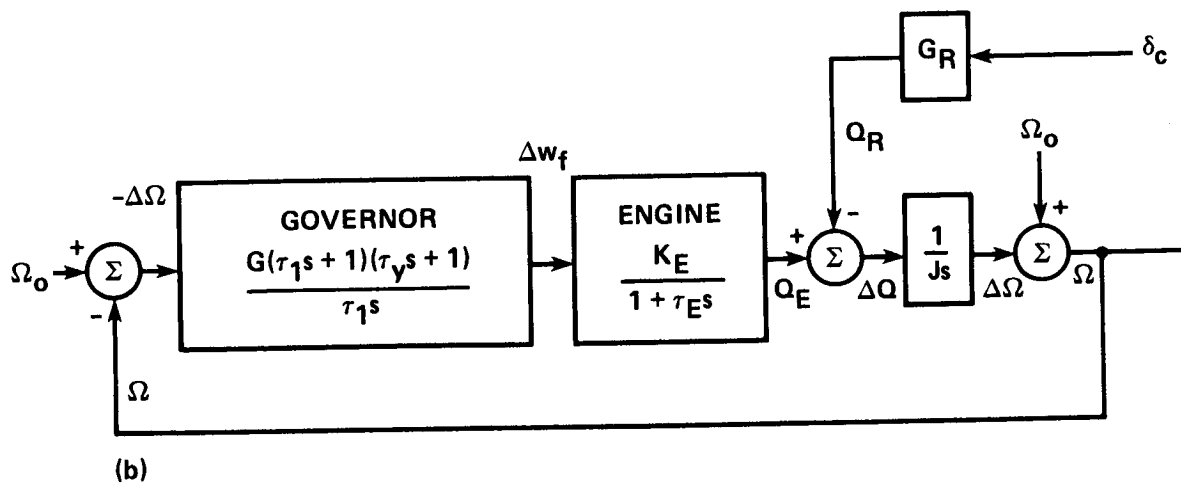 G_R
δ_c
Q_R
Ω_o
Δw_f
-ΔΩ
GOVERNOR
G(τ_1s + 1)(τ_ys + 1)
τ_1s
ENGINE
K_E
1 + τ_Es
+
-
Σ
Ω_o
+
-
Σ
Q_E
ΔQ
1
Js
ΔΩ
+
Σ
Ω
Ω
(b)